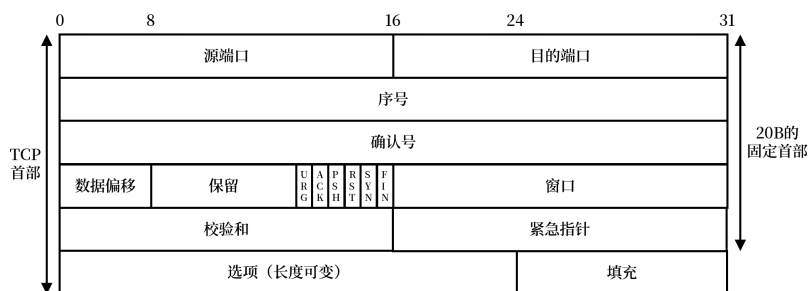 0 8 16 24 31
源端口 目的端口
序号
确认号
TCP
首部
20B的
固定首部
数据偏移 保留 URG ACK PSH RST SYN FIN 窗口
校验和 紧急指针
选项（长度可变） 填充